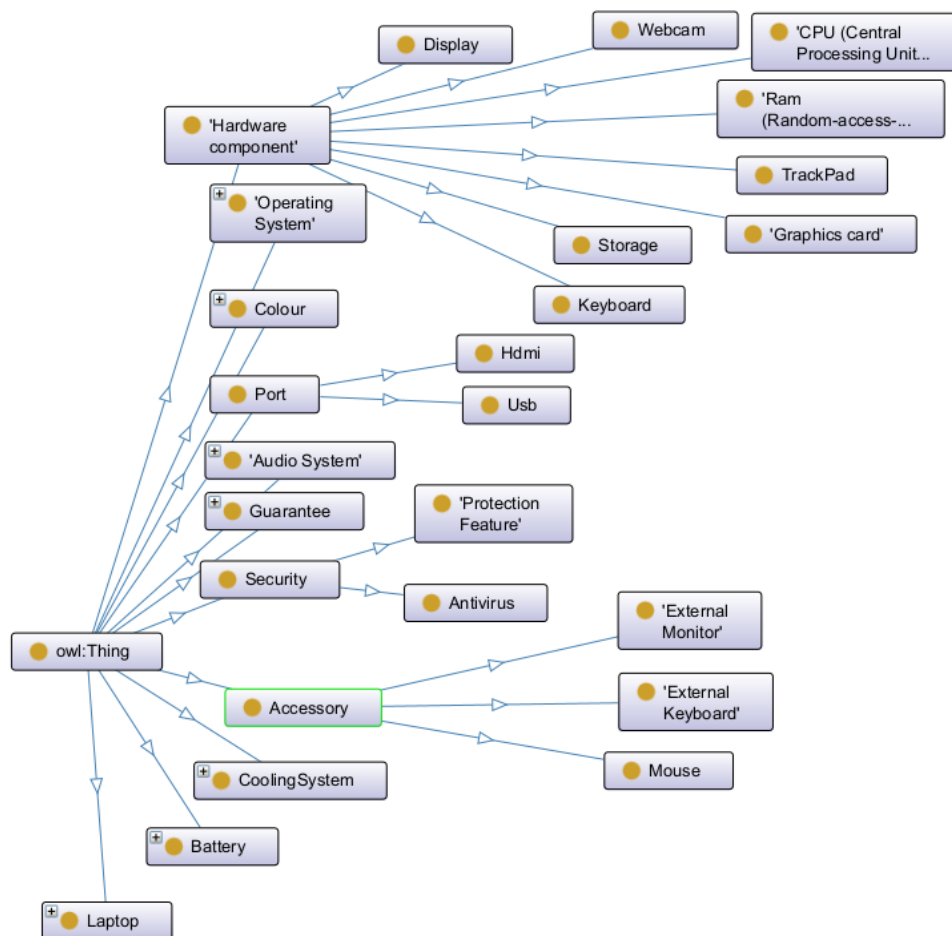 Display
Webcam
'CPU (Central
Processing Unit...
'Hardware
component'
'Ram
(Random-access-...
TrackPad
'Operating
System'
'Graphics card'
Storage
Colour
Keyboard
Hdmi
Port
Usb
'Audio System'
Guarantee
'Protection
Feature'
Security
Antivirus
'External
Monitor'
owl:Thing
Accessory
'External
Keyboard'
CoolingSystem
Mouse
Battery
Laptop